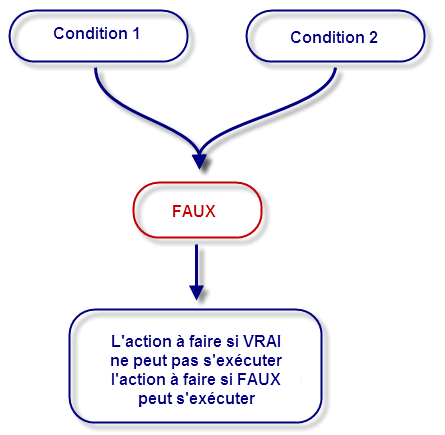 Condition 1
Condition 2
FAUX
L'action à faire si VRAI
ne peut pas s'exécuter
l'action à faire si FAUX
peut s'exécuter